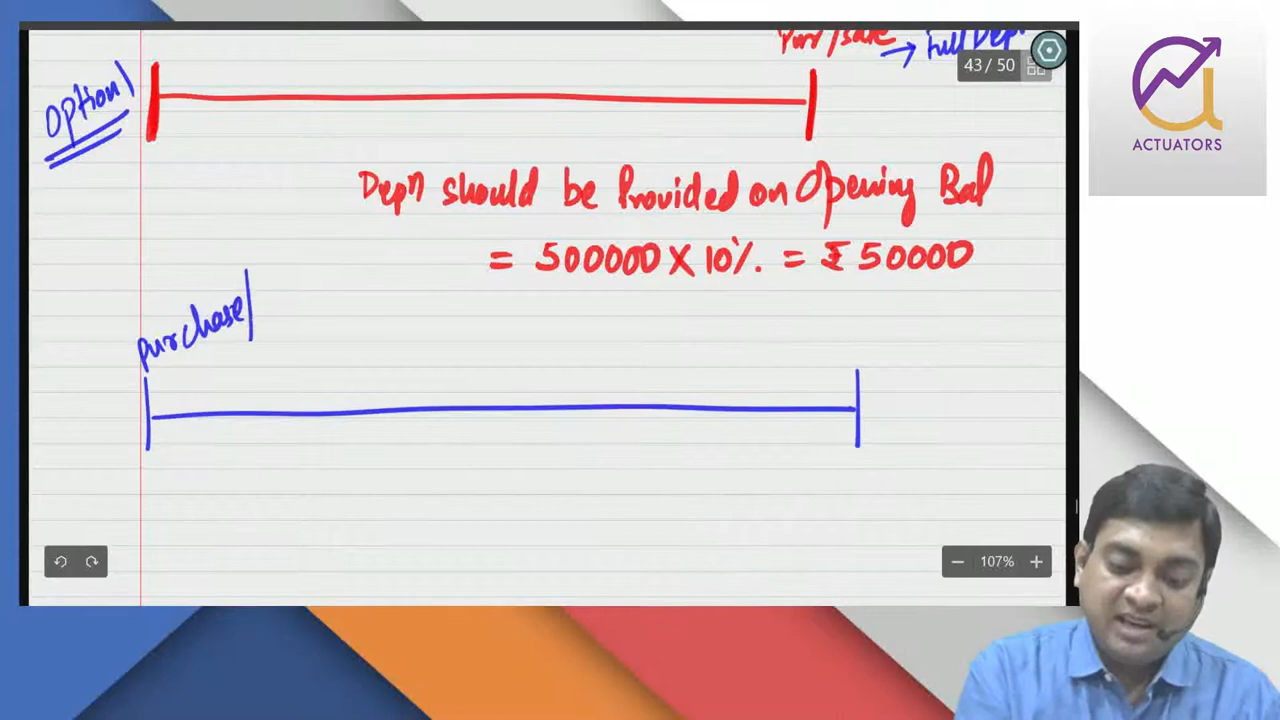 Pur/sale
→ Full Depn
43 / 50
Option 1
ACTUATORS
Depn should be Provided on Opening Bal
= 500000 X 10%. = ₹ 50000
purchase/
107%